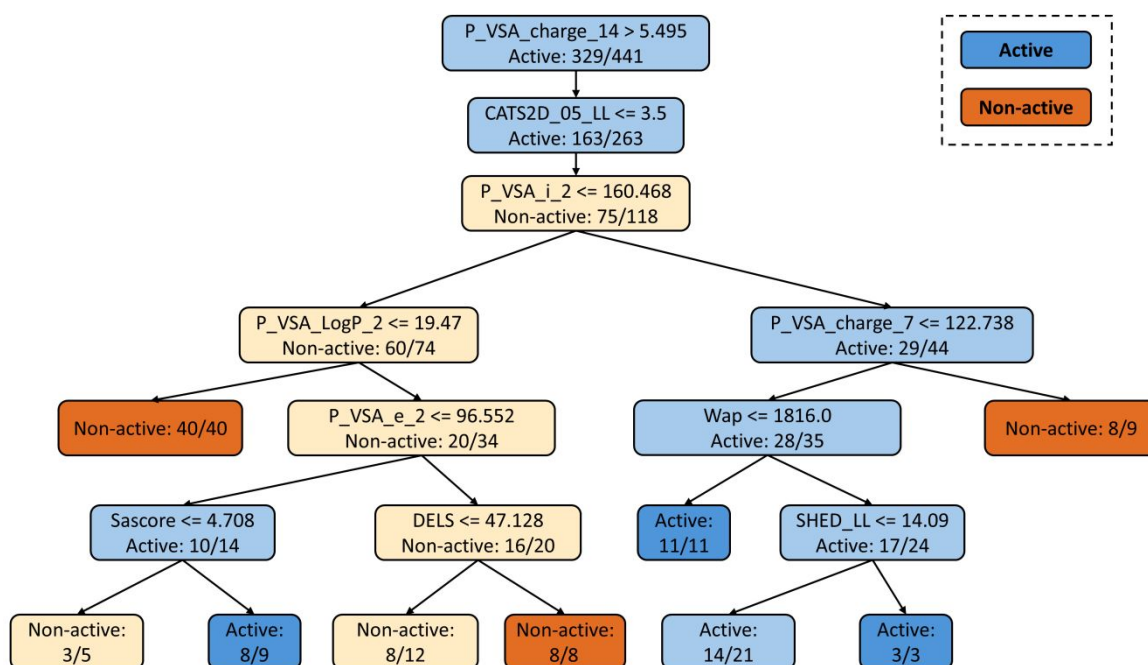 P_VSA_charge_14 > 5.495
Active: 329/441
Active
Non-active
CATS2D_05_LL <= 3.5
Active: 163/263
P_VSA_i_2 <= 160.468
Non-active: 75/118
P_VSA_LogP_2 <= 19.47
Non-active: 60/74
P_VSA_charge_7 <= 122.738
Active: 29/44
Non-active: 40/40
P_VSA_e_2 <= 96.552
Non-active: 20/34
Wap <= 1816.0
Active: 28/35
Non-active: 8/9
Sascore <= 4.708
Active: 10/14
DELS <= 47.128
Non-active: 16/20
Active:
11/11
SHED_LL <= 14.09
Active: 17/24
Non-active:
3/5
Active:
8/9
Non-active:
8/12
Non-active:
8/8
Active:
14/21
Active:
3/3